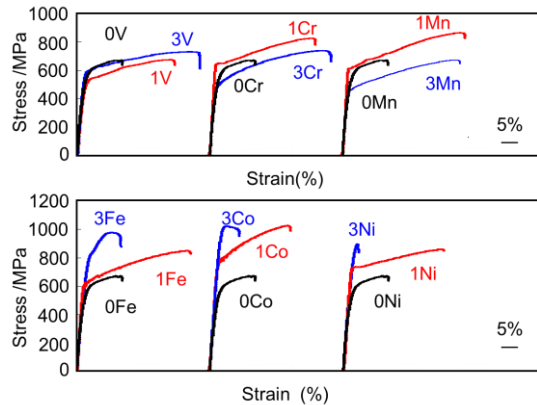 Stress /MPa
1000
800
600
400
200
0
0V
3V
1V
1Cr
3Cr
0Cr
1Mn
3Mn
0Mn
5%
Strain(%)
Stress /MPa
1200
1000
800
600
400
200
0
3Fe
1Fe
0Fe
3Co
1Co
0Co
3Ni
1Ni
0Ni
5%
Strain (%)